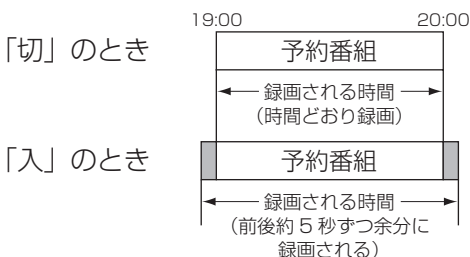 19:00 20:00
「切」のとき 予約番組
録画される時間
（時間どおり録画）
「入」のとき 予約番組
録画される時間
（前後約5秒ずつ余分に
録画される）